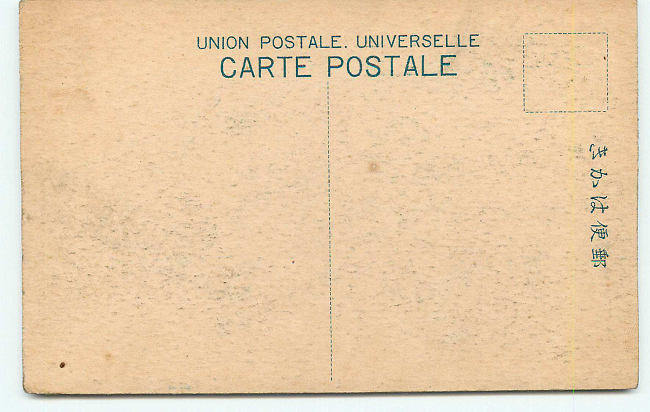 UNION POSTALE. UNIVERSELLE
CARTE POSTALE
郵便はかき